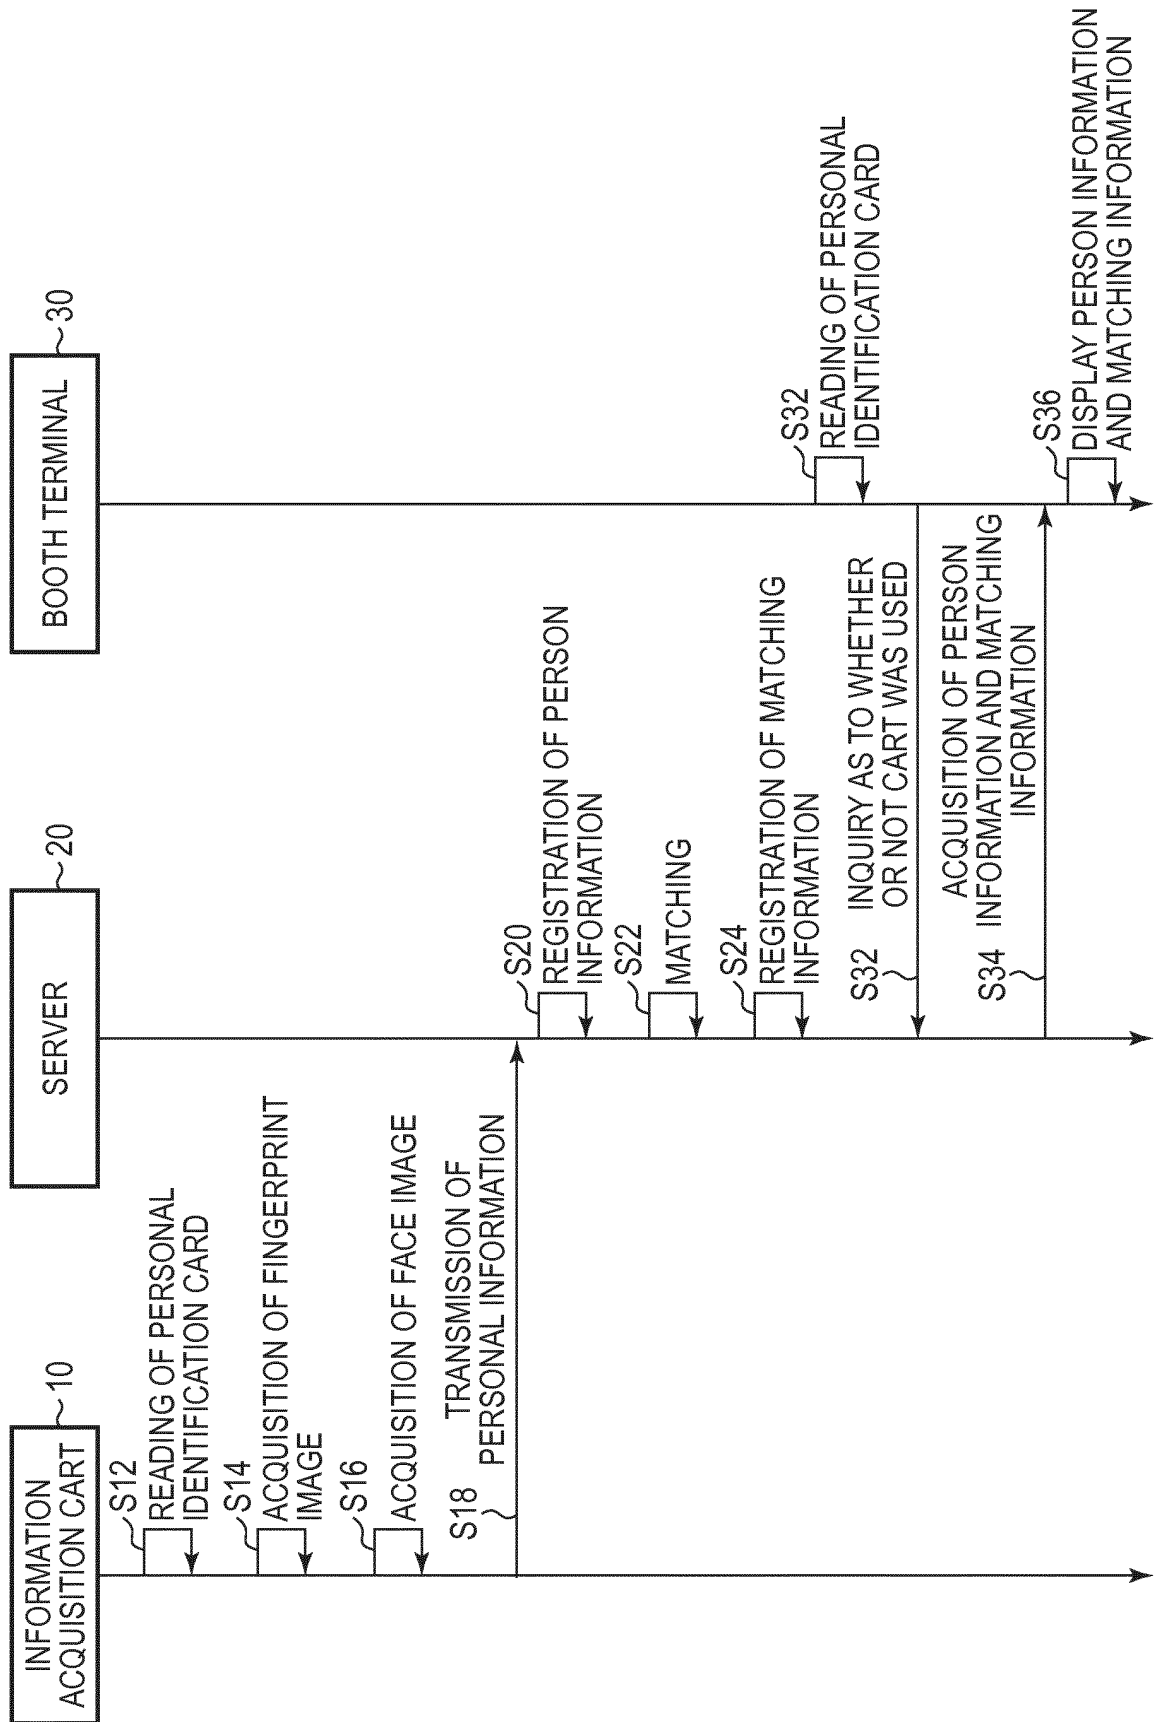 INFORMATION
ACQUISITION CART
10
SERVER
20
BOOTH TERMINAL
30
S12
READING OF PERSONAL
IDENTIFICATION CARD
S14
ACQUISITION OF FINGERPRINT
IMAGE
S16
ACQUISITION OF FACE IMAGE
S18
TRANSMISSION OF
PERSONAL INFORMATION
S20
REGISTRATION OF PERSON
INFORMATION
S22
MATCHING
S24
REGISTRATION OF MATCHING
INFORMATION
S32
READING OF PERSONAL
IDENTIFICATION CARD
S32
INQUIRY AS TO WHETHER
OR NOT CART WAS USED
S34
ACQUISITION OF PERSON
INFORMATION AND MATCHING
INFORMATION
S36
DISPLAY PERSON INFORMATION
AND MATCHING INFORMATION